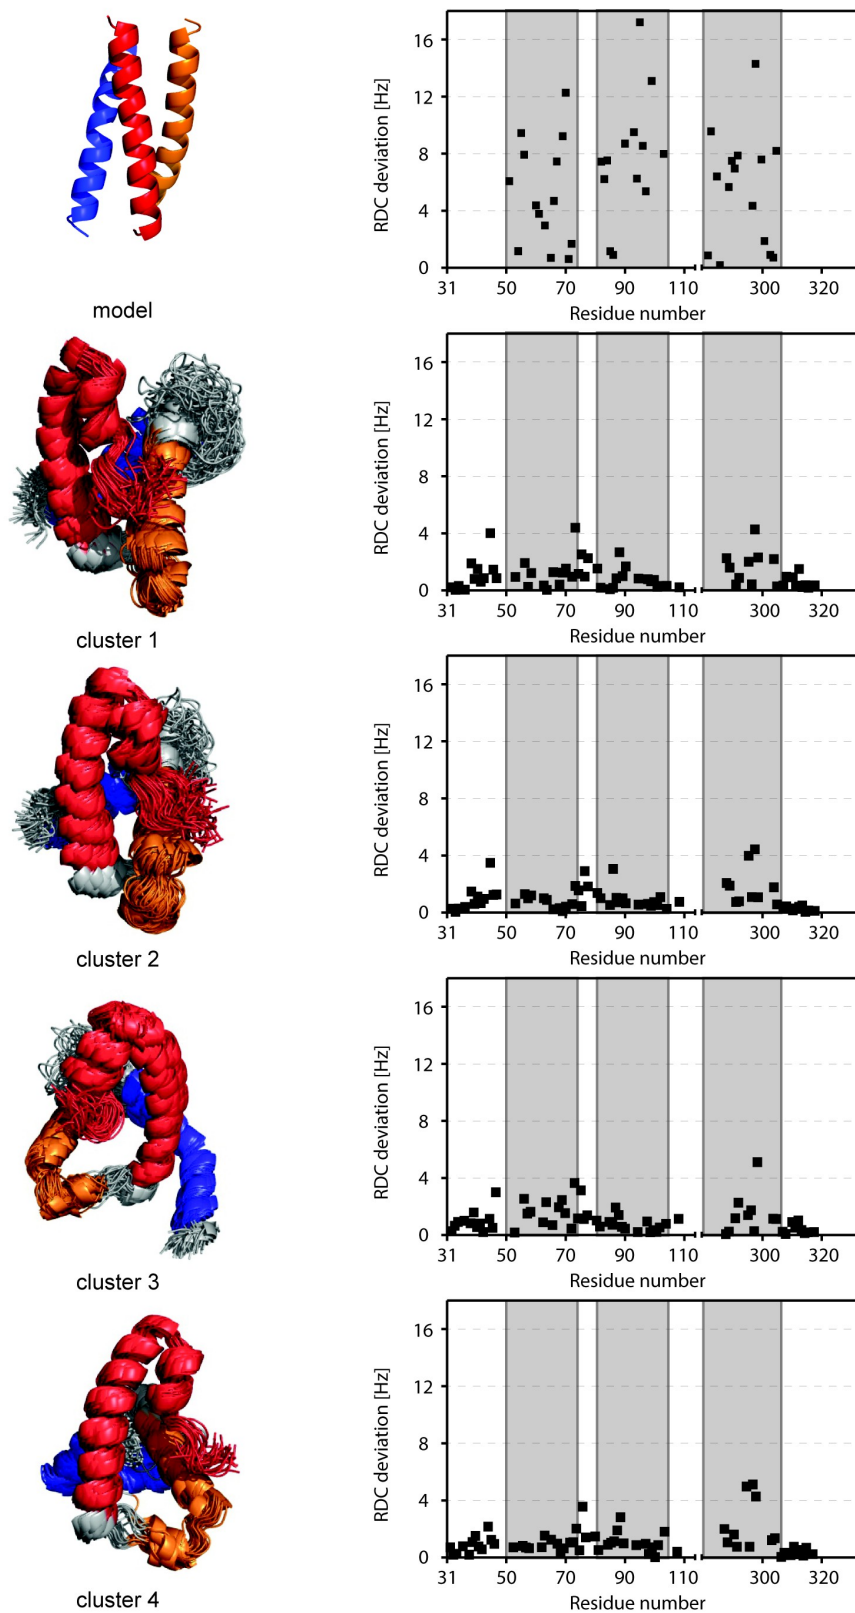 16
12
8
4
0
RDC deviation [Hz]
31 50 70 90 110 300 320
Residue number
model
16
12
8
4
0
RDC deviation [Hz]
31 50 70 90 110 300 320
Residue number
cluster 1
16
12
8
4
0
RDC deviation [Hz]
31 50 70 90 110 300 320
Residue number
cluster 2
16
12
8
4
0
RDC deviation [Hz]
31 50 70 90 110 300 320
Residue number
cluster 3
16
12
8
4
0
RDC deviation [Hz]
31 50 70 90 110 300 320
Residue number
cluster 4